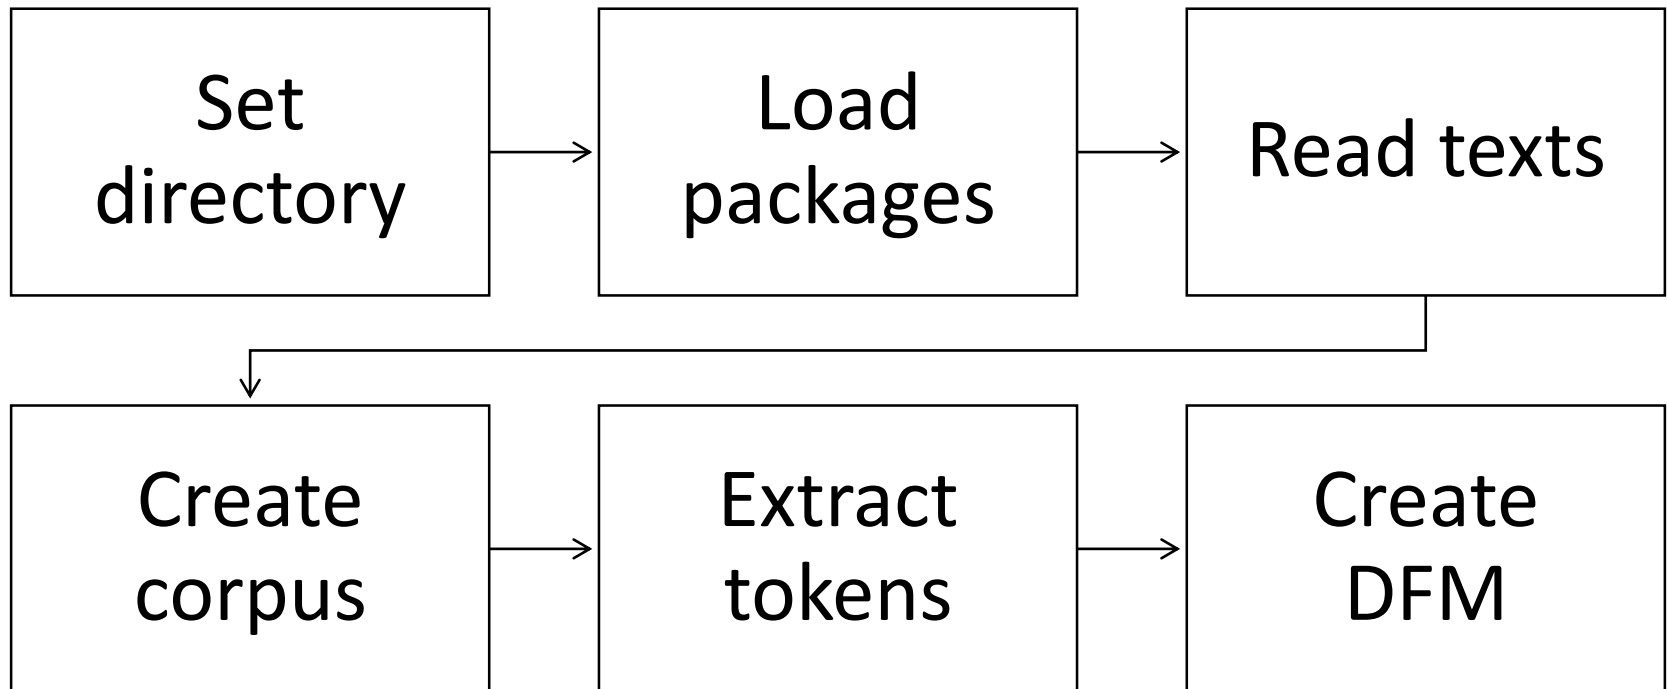 Set
directory
Load
packages
Read texts
Create
corpus
Extract
tokens
Create
DFM